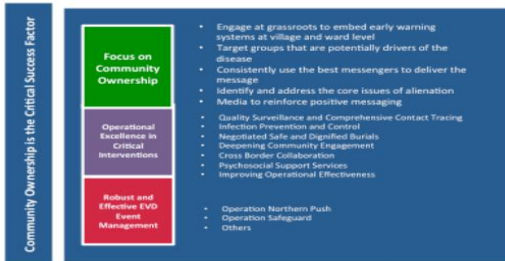 Community Ownership is the Critical Success Factor
Focus on
Community
Ownership
• Engage at grassroots to embed early warning
systems at village and ward level
• Target groups that are potentially drivers of the
disease
• Consistently use the best messengers to deliver the
message
• Identify and address the core issues of alienation
• Media to reinforce positive messaging
Operational
Excellence in
Critical
Interventions
• Quality Surveillance and Comprehensive Contact Tracing
• Infection Prevention and Control
• Negotiated Safe and Dignified Burials
• Deepening Community Engagement
• Cross Border Collaboration
• Psychosocial Support Services
• Improving Operational Effectiveness
Robust and
Effective EVD
Event
Management
• Operation Northern Push
• Operation Safeguard
• Others